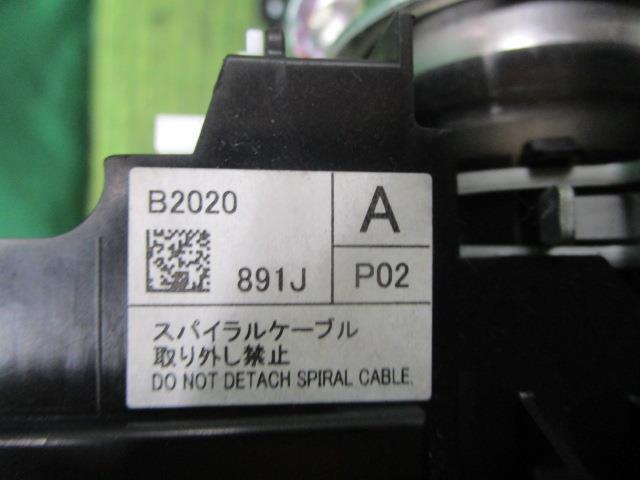 B2020
A
891J
P02
スパイラルケーブル
取り外し禁止
DO NOT DETACH SPIRAL CABLE.